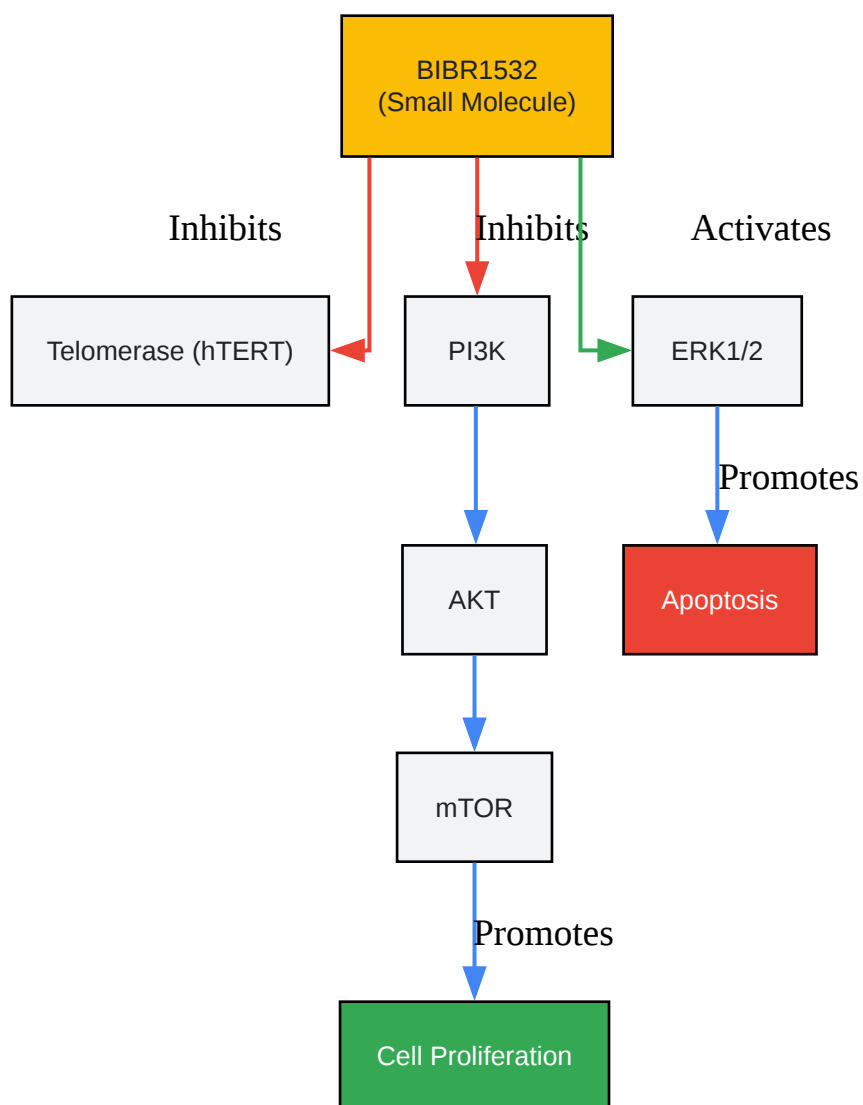 BIBR1532
(Small Molecule)
Inhibits
Inhibits
Activates
Telomerase (hTERT)
PI3K
ERK1/2
Promotes
AKT
Apoptosis
mTOR
Promotes
Cell Proliferation